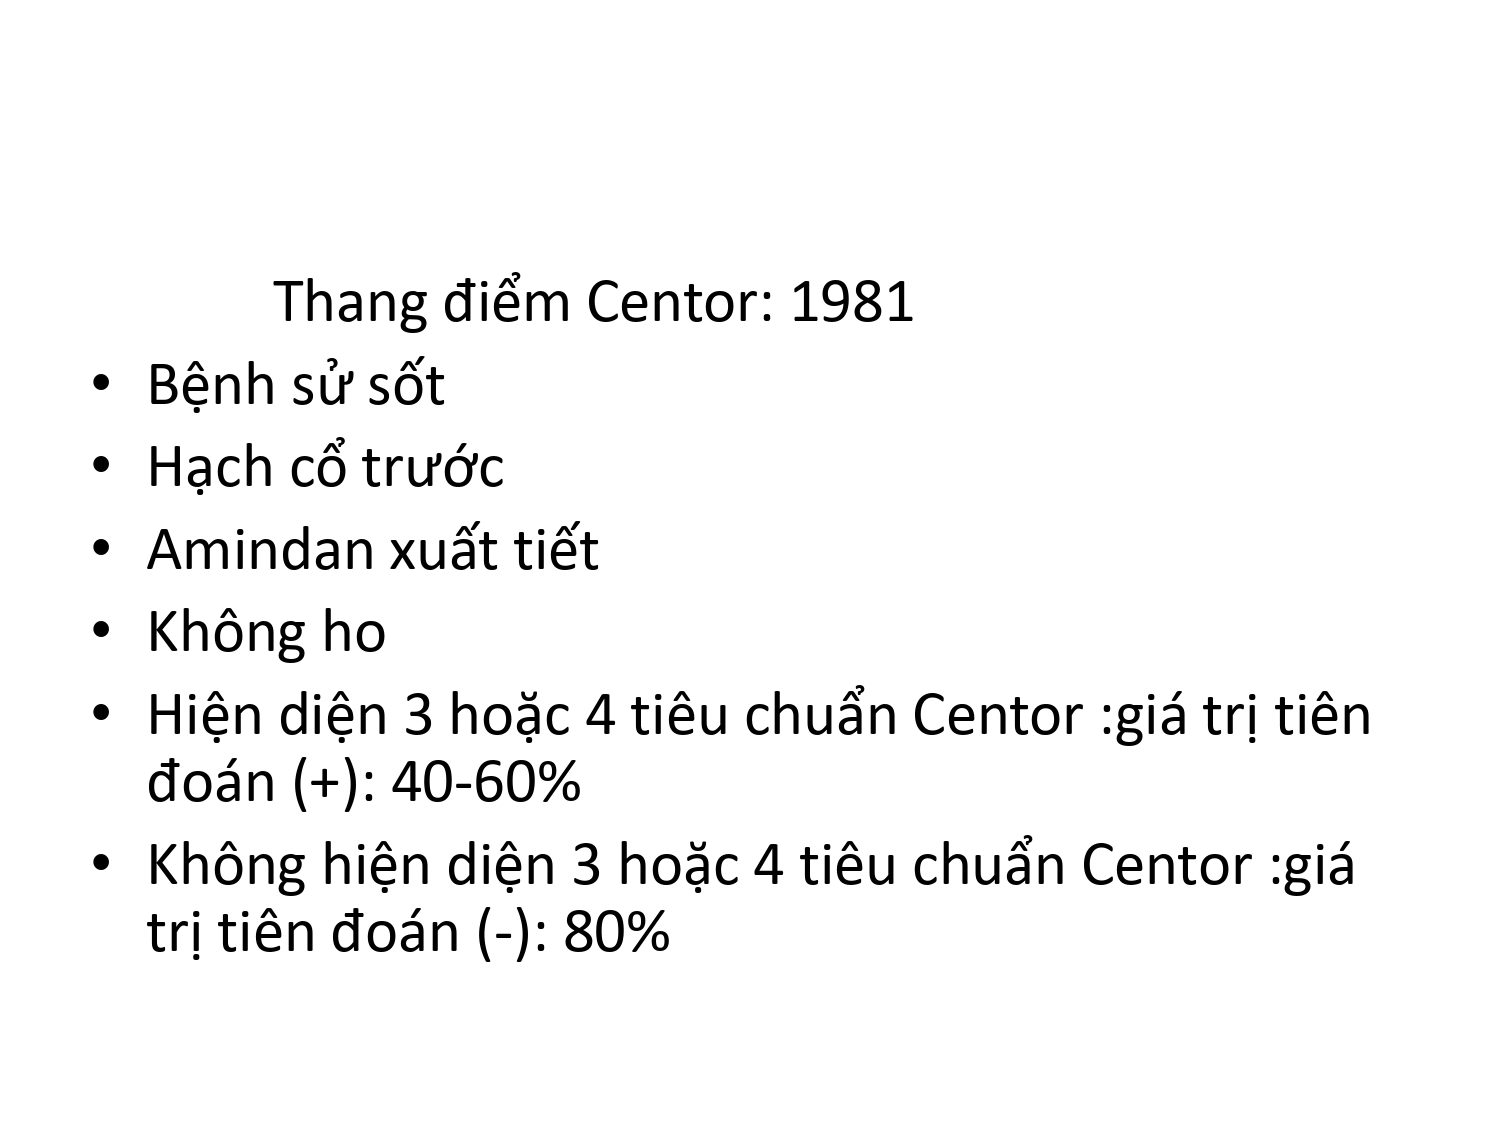 Thang điểm Centor: 1981
• Bệnh sử sốt
• Hạch cổ trước
• Amindan xuất tiết
• Không ho
• Hiện diện 3 hoặc 4 tiêu chuẩn Centor :giá trị tiên
đoán (+): 40-60%
• Không hiện diện 3 hoặc 4 tiêu chuẩn Centor :giá
trị tiên đoán (-): 80%